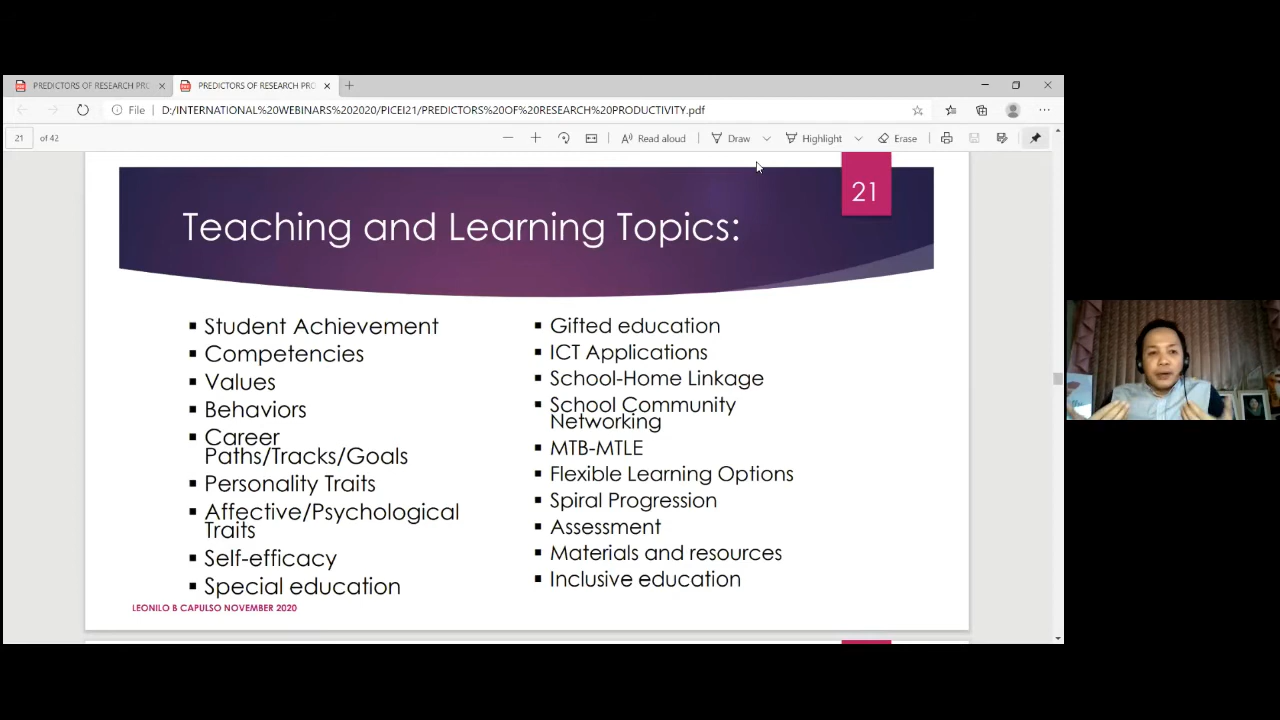 PREDICTORS OF RESEARCH PRO
PREDICTORS OF RESEARCH PRO
File
D:/INTERNATIONAL%20WEBINARS%202020/PICEI21/PREDICTORS%20OF%20RESEARCH%20PRODUCTIVITY.pdf
21 of 42
Read aloud
Draw
Highlight
Erase
21
Teaching and Learning Topics:
Student Achievement
Competencies
Values
Behaviors
Career
Paths/Tracks/Goals
Personality Traits
Affective/Psychological
Traits
Self-efficacy
Special education
Gifted education
ICT Applications
School-Home Linkage
School Community
Networking
MTB-MTLE
Flexible Learning Options
Spiral Progression
Assessment
Materials and resources
Inclusive education
LEONILO B CAPULSO NOVEMBER 2020